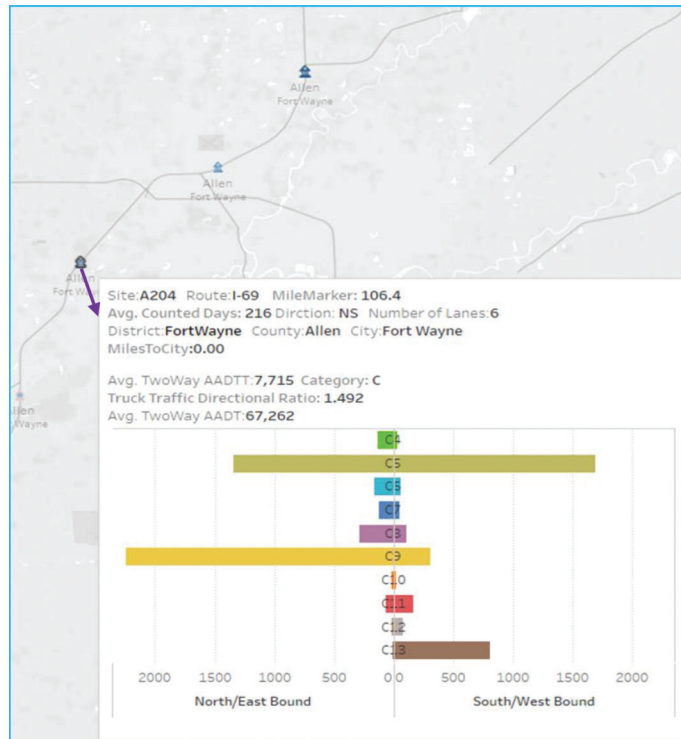 Allen
Fort Wayne
Allen
Fort Wayne
Allen
Fort Wayne
Allen
Wayne
Site:A204 Route:I-69 MileMarker: 106.4
Avg. Counted Days: 216 Dirction: NS Number of Lanes:6
District:FortWayne County:Allen City:Fort Wayne
MilesToCity:0.00
Avg. TwoWay AADTT:7,715 Category: C
Truck Traffic Directional Ratio: 1.492
Avg. TwoWay AADT:67,262
C4
C5
C6
C7
C8
C9
C10
C11
C12
C13
2000 1500 1000 500 0 0 500 1000 1500 2000
North/East Bound South/West Bound